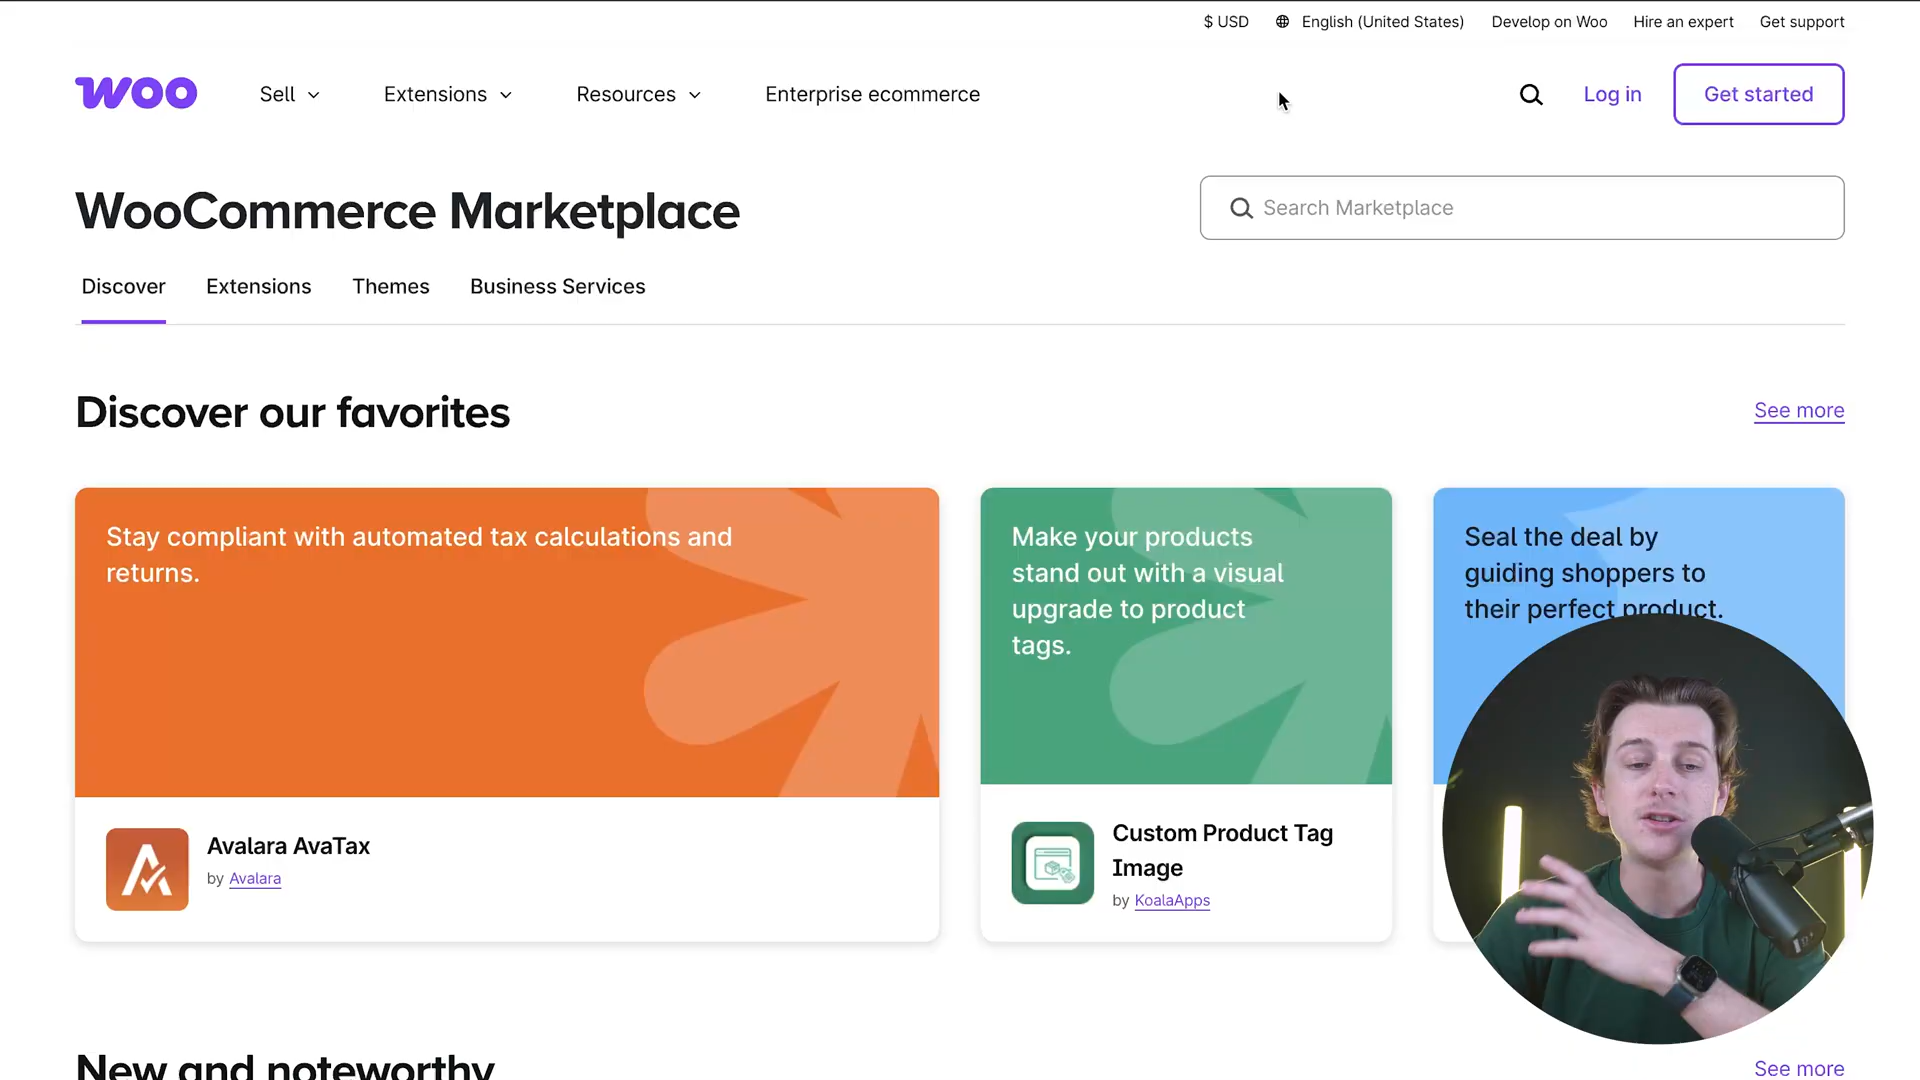 $ USD
English (United States)
Develop on Woo
Hire an expert
Get support
WOO
Sell
Extensions
Resources
Enterprise ecommerce
Log in
Get started
WooCommerce Marketplace
Search Marketplace
Discover
Extensions
Themes
Business Services
Discover our favorites
See more
Stay compliant with automated tax calculations and
returns.
Avalara AvaTax
by Avalara
Make your products
stand out with a visual
upgrade to product
tags.
Custom Product Tag
Image
by KoalaApps
Seal the deal by
guiding shoppers to
their perfect product.
New and noteworthy
See more